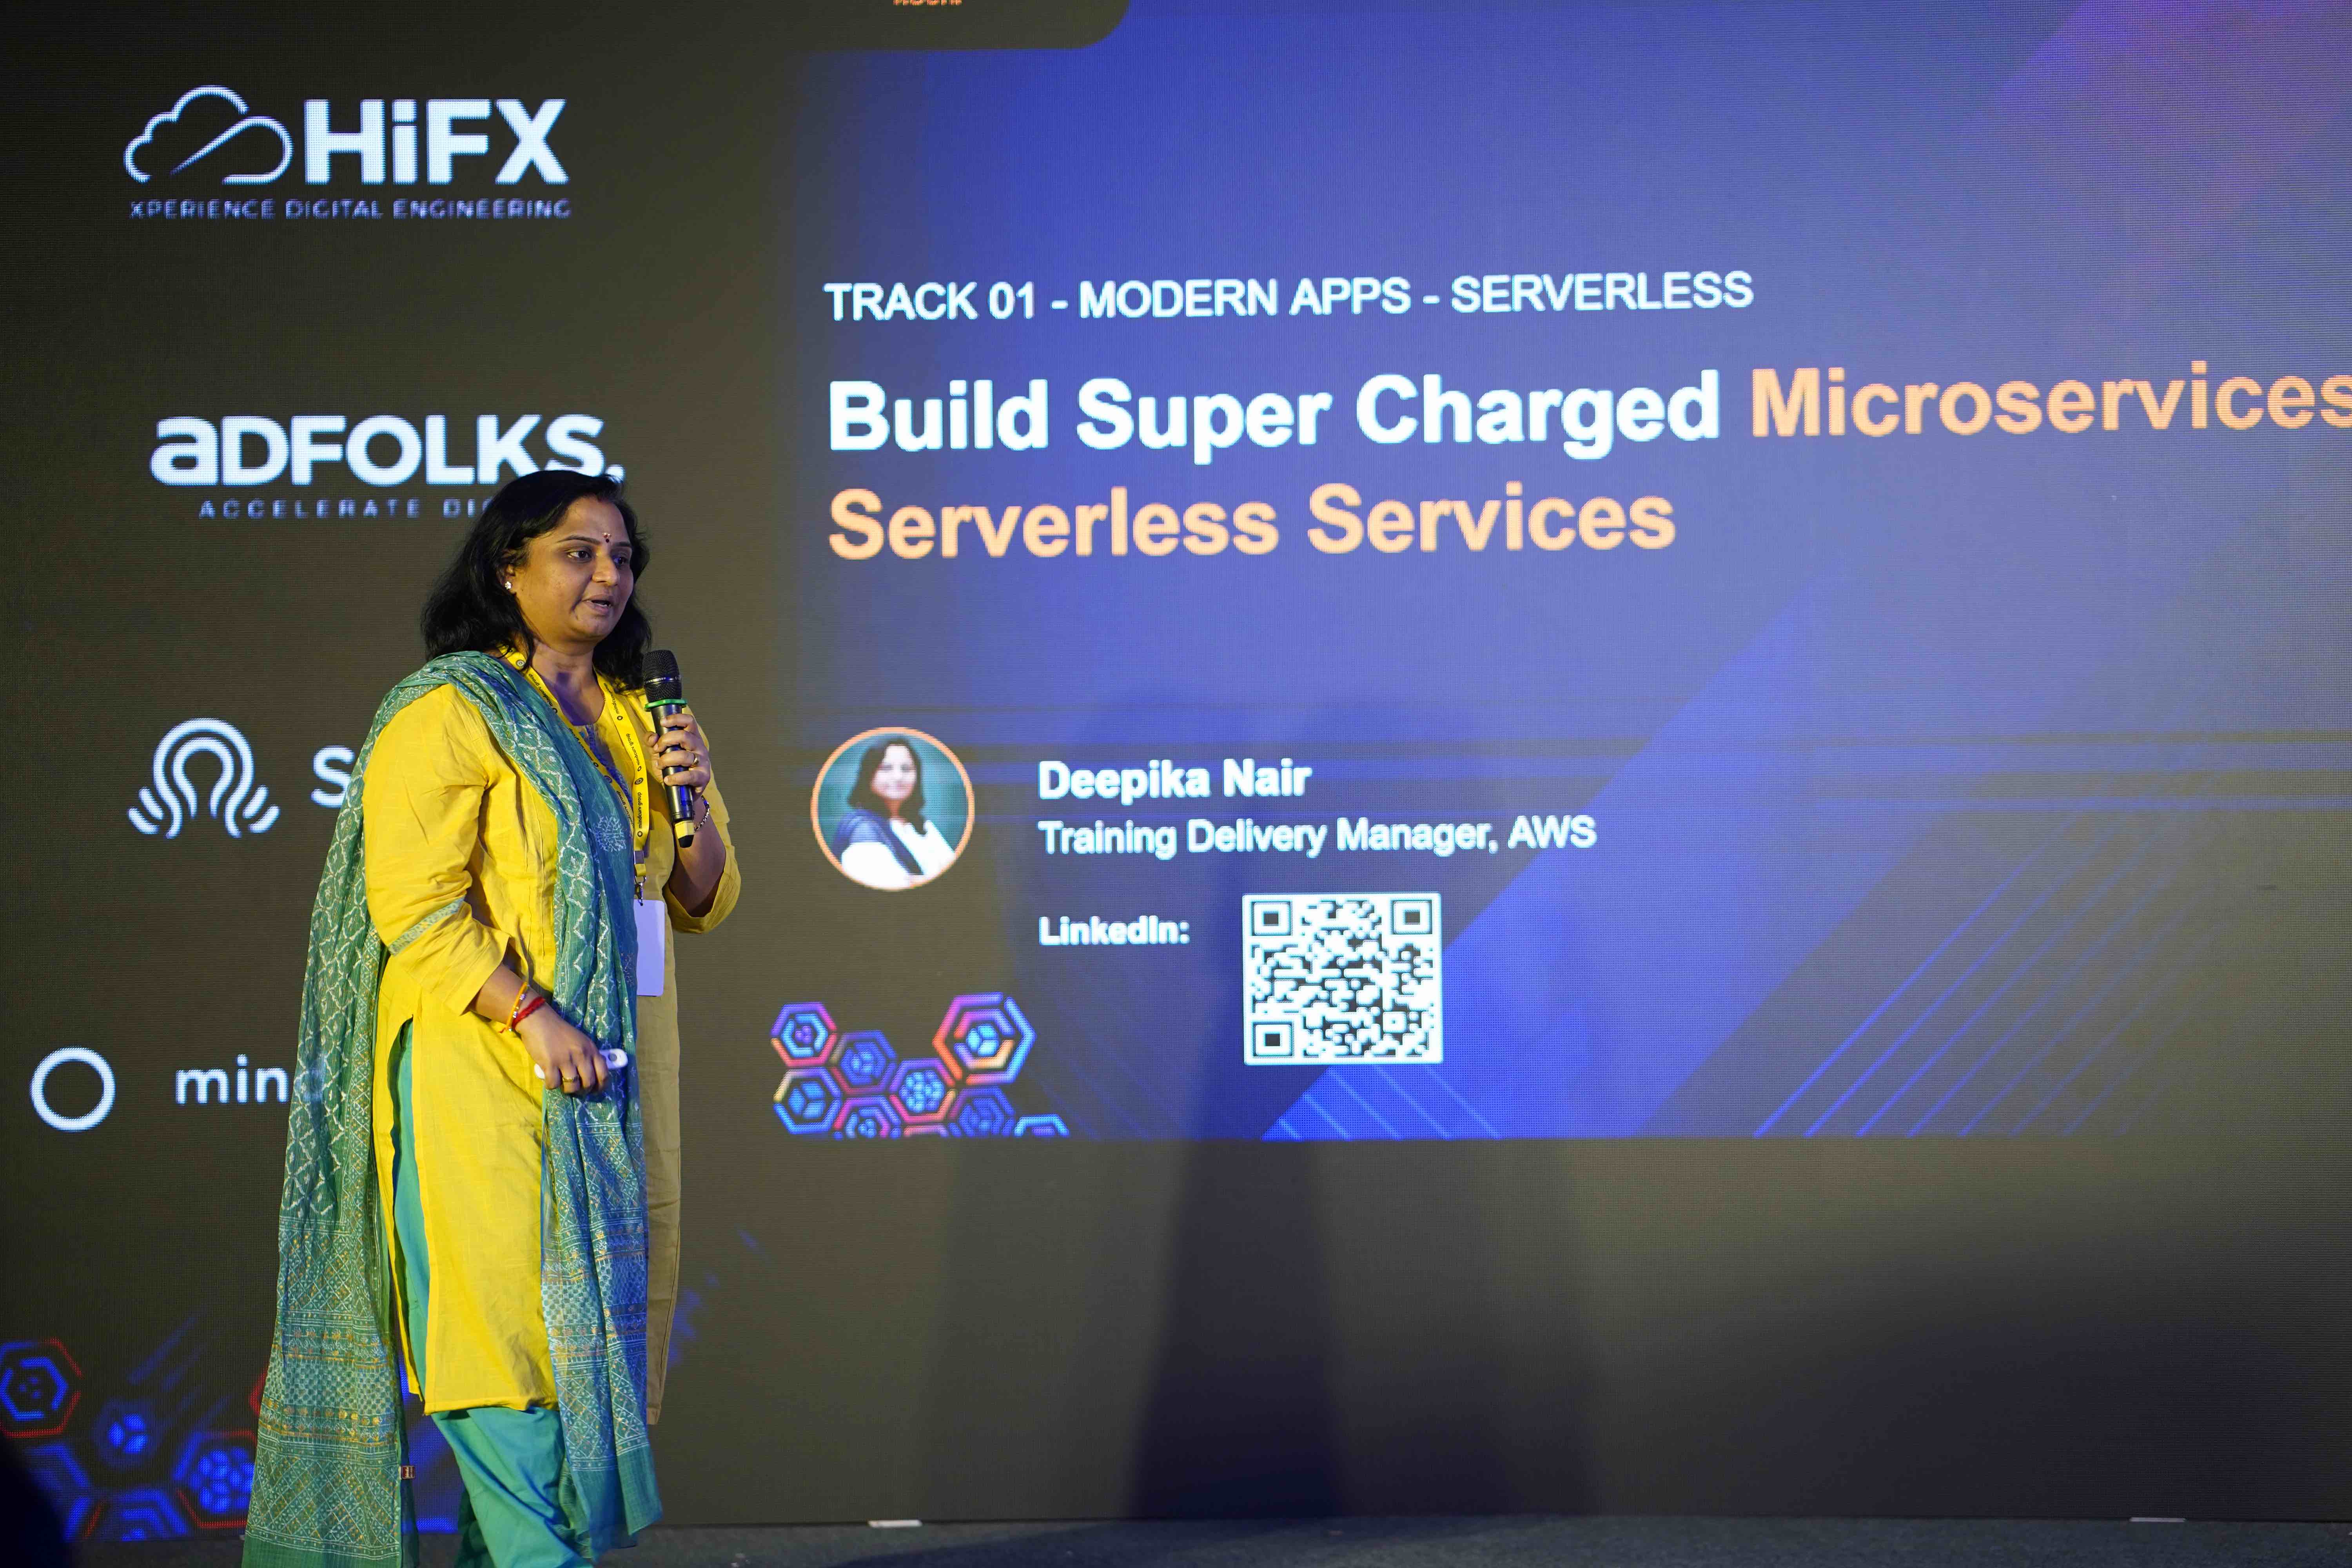 HiFX
XPERIENCE DIGITAL ENGINEERING
aDFOLKS.
ACCELERATE
TRACK 01 - MODERN APPS - SERVERLESS
Build Super Charged Microservices
Serverless Services
Deepika Nair
Training Delivery Manager, AWS
LinkedIn: